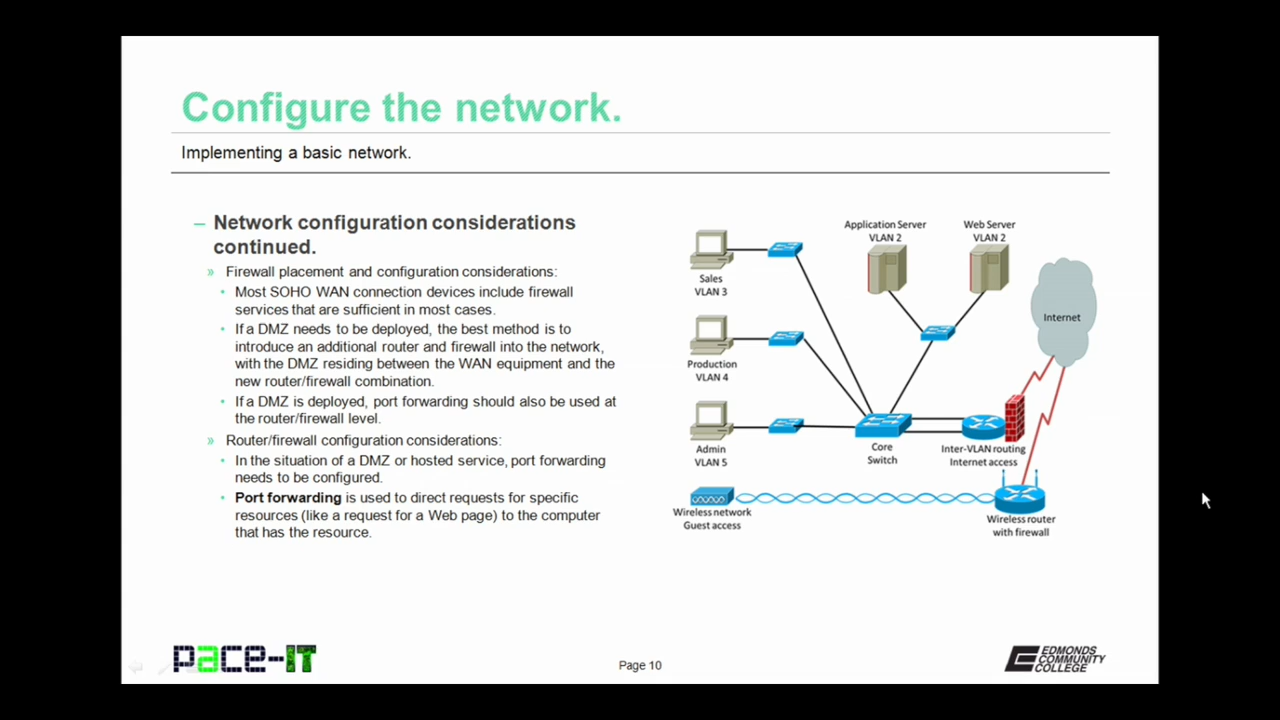 Configure the network.
Implementing a basic network.
– Network configuration considerations
continued.
» Firewall placement and configuration considerations:
• Most SOHO WAN connection devices include firewall
services that are sufficient in most cases.
• If a DMZ needs to be deployed, the best method is to
introduce an additional router and firewall into the network,
with the DMZ residing between the WAN equipment and the
new router/firewall combination.
• If a DMZ is deployed, port forwarding should also be used at
the router/firewall level.
» Router/firewall configuration considerations:
• In the situation of a DMZ or hosted service, port forwarding
needs to be configured.
• Port forwarding is used to direct requests for specific
resources (like a request for a Web page) to the computer
that has the resource.
Application Server
VLAN 2
Web Server
VLAN 2
Sales
VLAN 3
Internet
Production
VLAN 4
Admin
VLAN 5
Core
Switch
Inter-VLAN routing
Internet access
Wireless network
Guest access
Wireless router
with firewall
pace-IT
Page 10
EDMONDS
COMMUNITY
COLLEGE